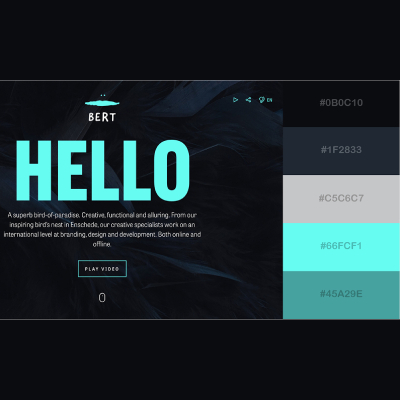 EN
BERT
HELLO
A superb bird-of-paradise. Creative, functional and alluring. From our
inspiring bird's nest in Enschede, our creative specialists work on an
international level at branding, design and development. Both online and
offline.
PLAY VIDEO
#0B0C10
#1F2833
#C5C6C7
#66FCF1
#45A29E